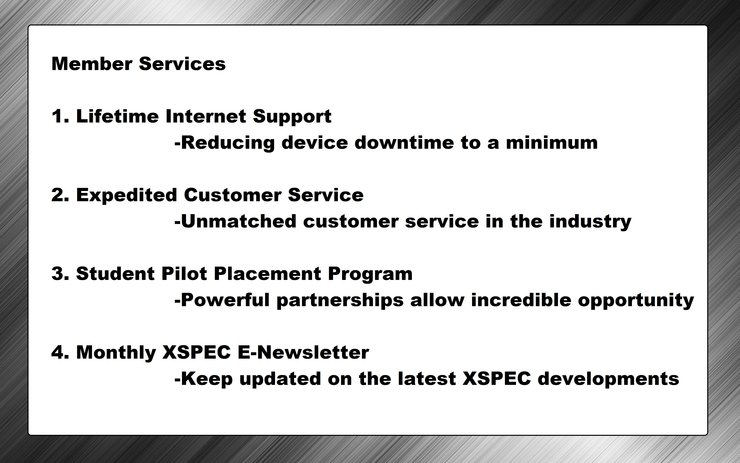 Member Services
1. Lifetime Internet Support
-Reducing device downtime to a minimum
2. Expedited Customer Service
-Unmatched customer service in the industry
3. Student Pilot Placement Program
-Powerful partnerships allow incredible opportunity
4. Monthly XSPEC E-Newsletter
-Keep updated on the latest XSPEC developments